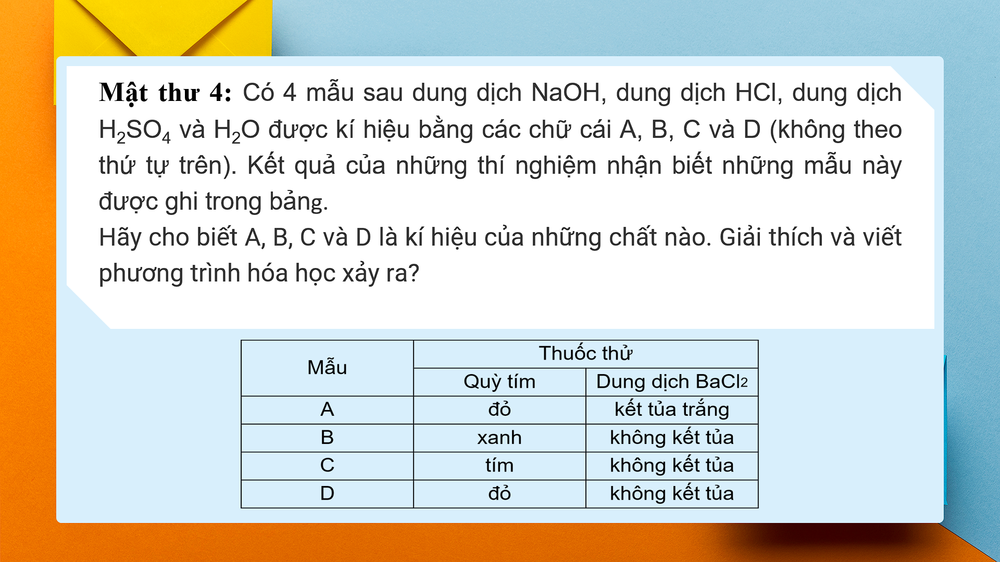 Mật thư 4: Có 4 mẫu sau dung dịch NaOH, dung dịch HCl, dung dịch
H₂SO₄ và H₂O được kí hiệu bằng các chữ cái A, B, C và D (không theo
thứ tự trên). Kết quả của những thí nghiệm nhận biết những mẫu này
được ghi trong bảng.
Hãy cho biết A, B, C và D là kí hiệu của những chất nào. Giải thích và viết
phương trình hóa học xảy ra?
Mẫu
Thuốc thử
Quỳ tím
Dung dịch BaCl2
A
đỏ
kết tủa trắng
B
xanh
không kết tủa
C
tím
không kết tủa
D
đỏ
không kết tủa